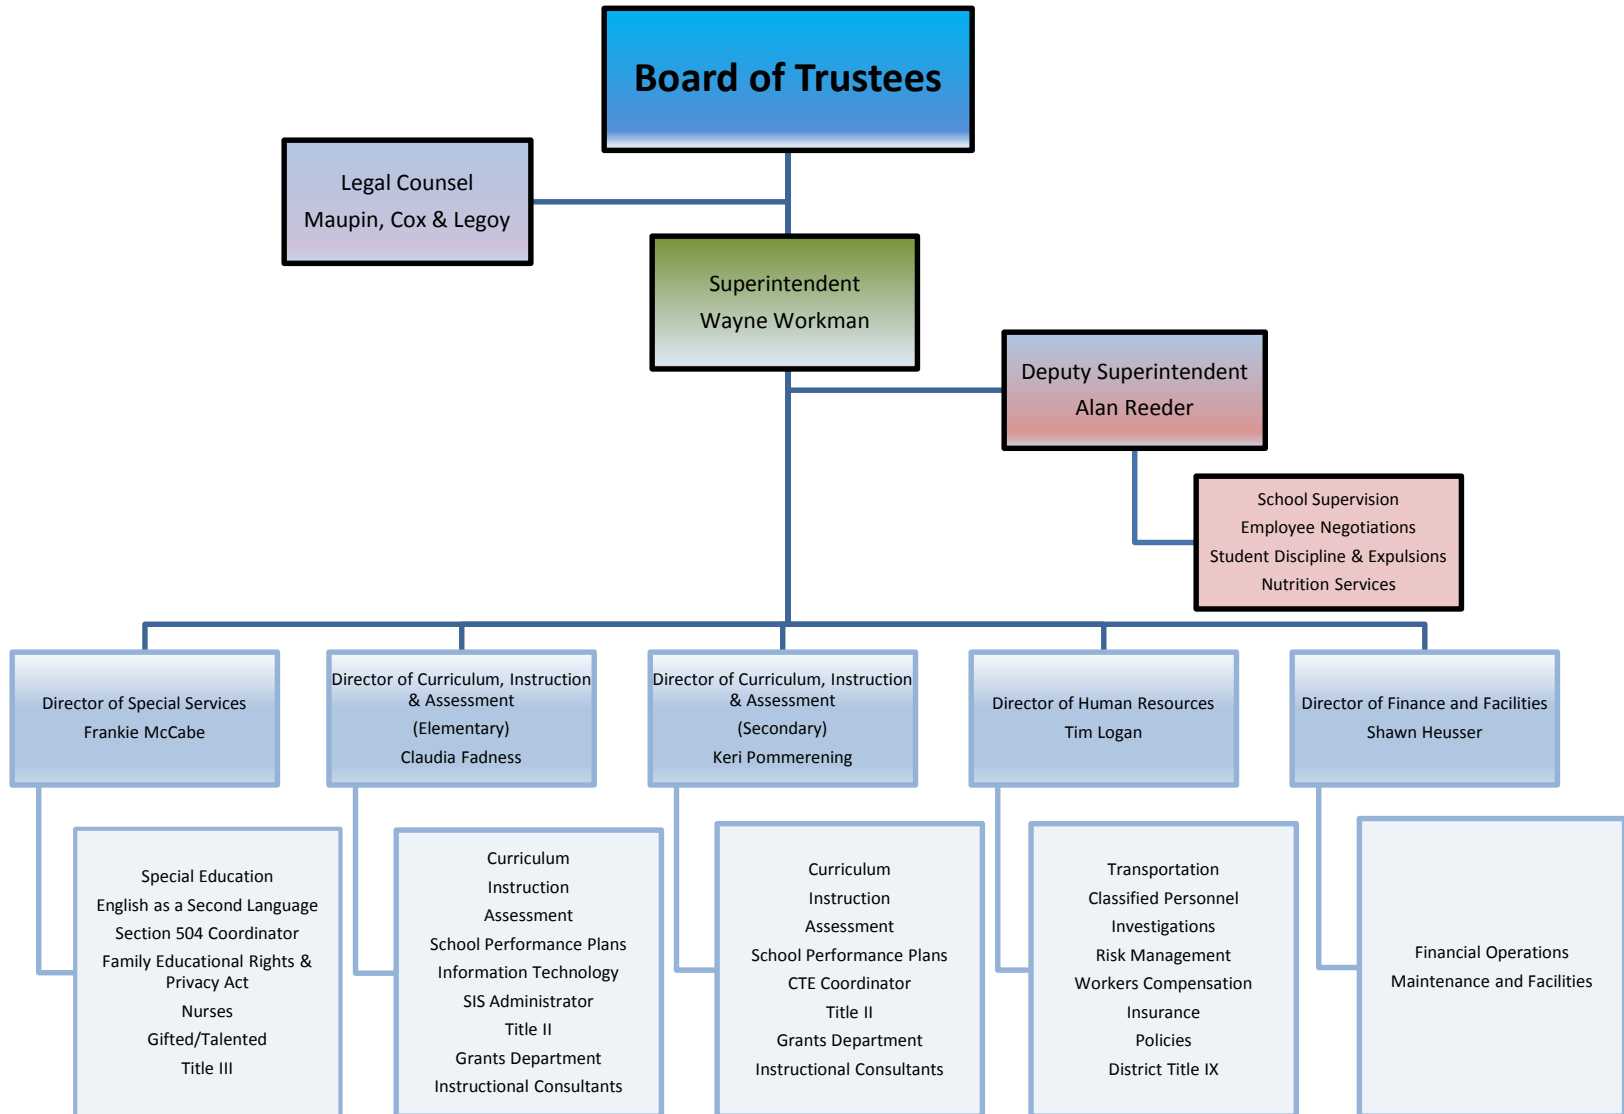 Board of Trustees
Legal Counsel
Maupin, Cox & Legoy
Superintendent
Wayne Workman
Deputy Superintendent
Alan Reeder
School Supervision
Employee Negotiations
Student Discipline & Expulsions
Nutrition Services
Director of Special Services
Frankie McCabe
Director of Curriculum, Instruction
& Assessment
(Elementary)
Claudia Fadness
Director of Curriculum, Instruction
& Assessment
(Secondary)
Keri Pommerening
Director of Human Resources
Tim Logan
Director of Finance and Facilities
Shawn Heusser
Special Education
English as a Second Language
Section 504 Coordinator
Family Educational Rights &
Privacy Act
Nurses
Gifted/Talented
Title III
Curriculum
Instruction
Assessment
School Performance Plans
Information Technology
SIS Administrator
Title II
Grants Department
Instructional Consultants
Curriculum
Instruction
Assessment
School Performance Plans
CTE Coordinator
Title II
Grants Department
Instructional Consultants
Transportation
Classified Personnel
Investigations
Risk Management
Workers Compensation
Insurance
Policies
District Title IX
Financial Operations
Maintenance and Facilities